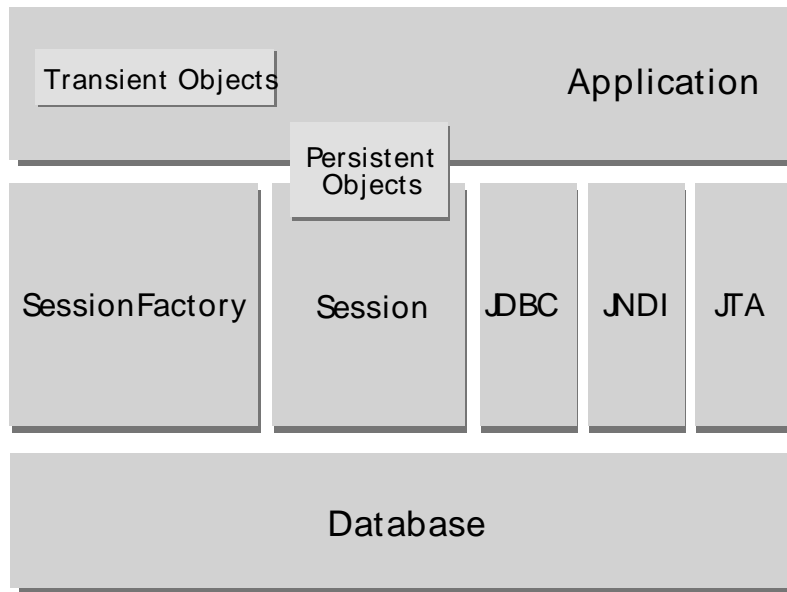 Transient Objects
Application
Persistent
Objects
SessionFactory
Session
JDBC
JNDI
JTA
Database